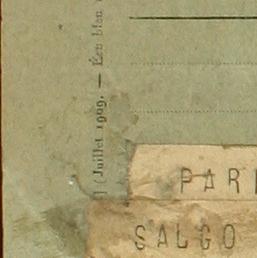 ] (Juillet 1909. — Écu blan
PARI
SALGO